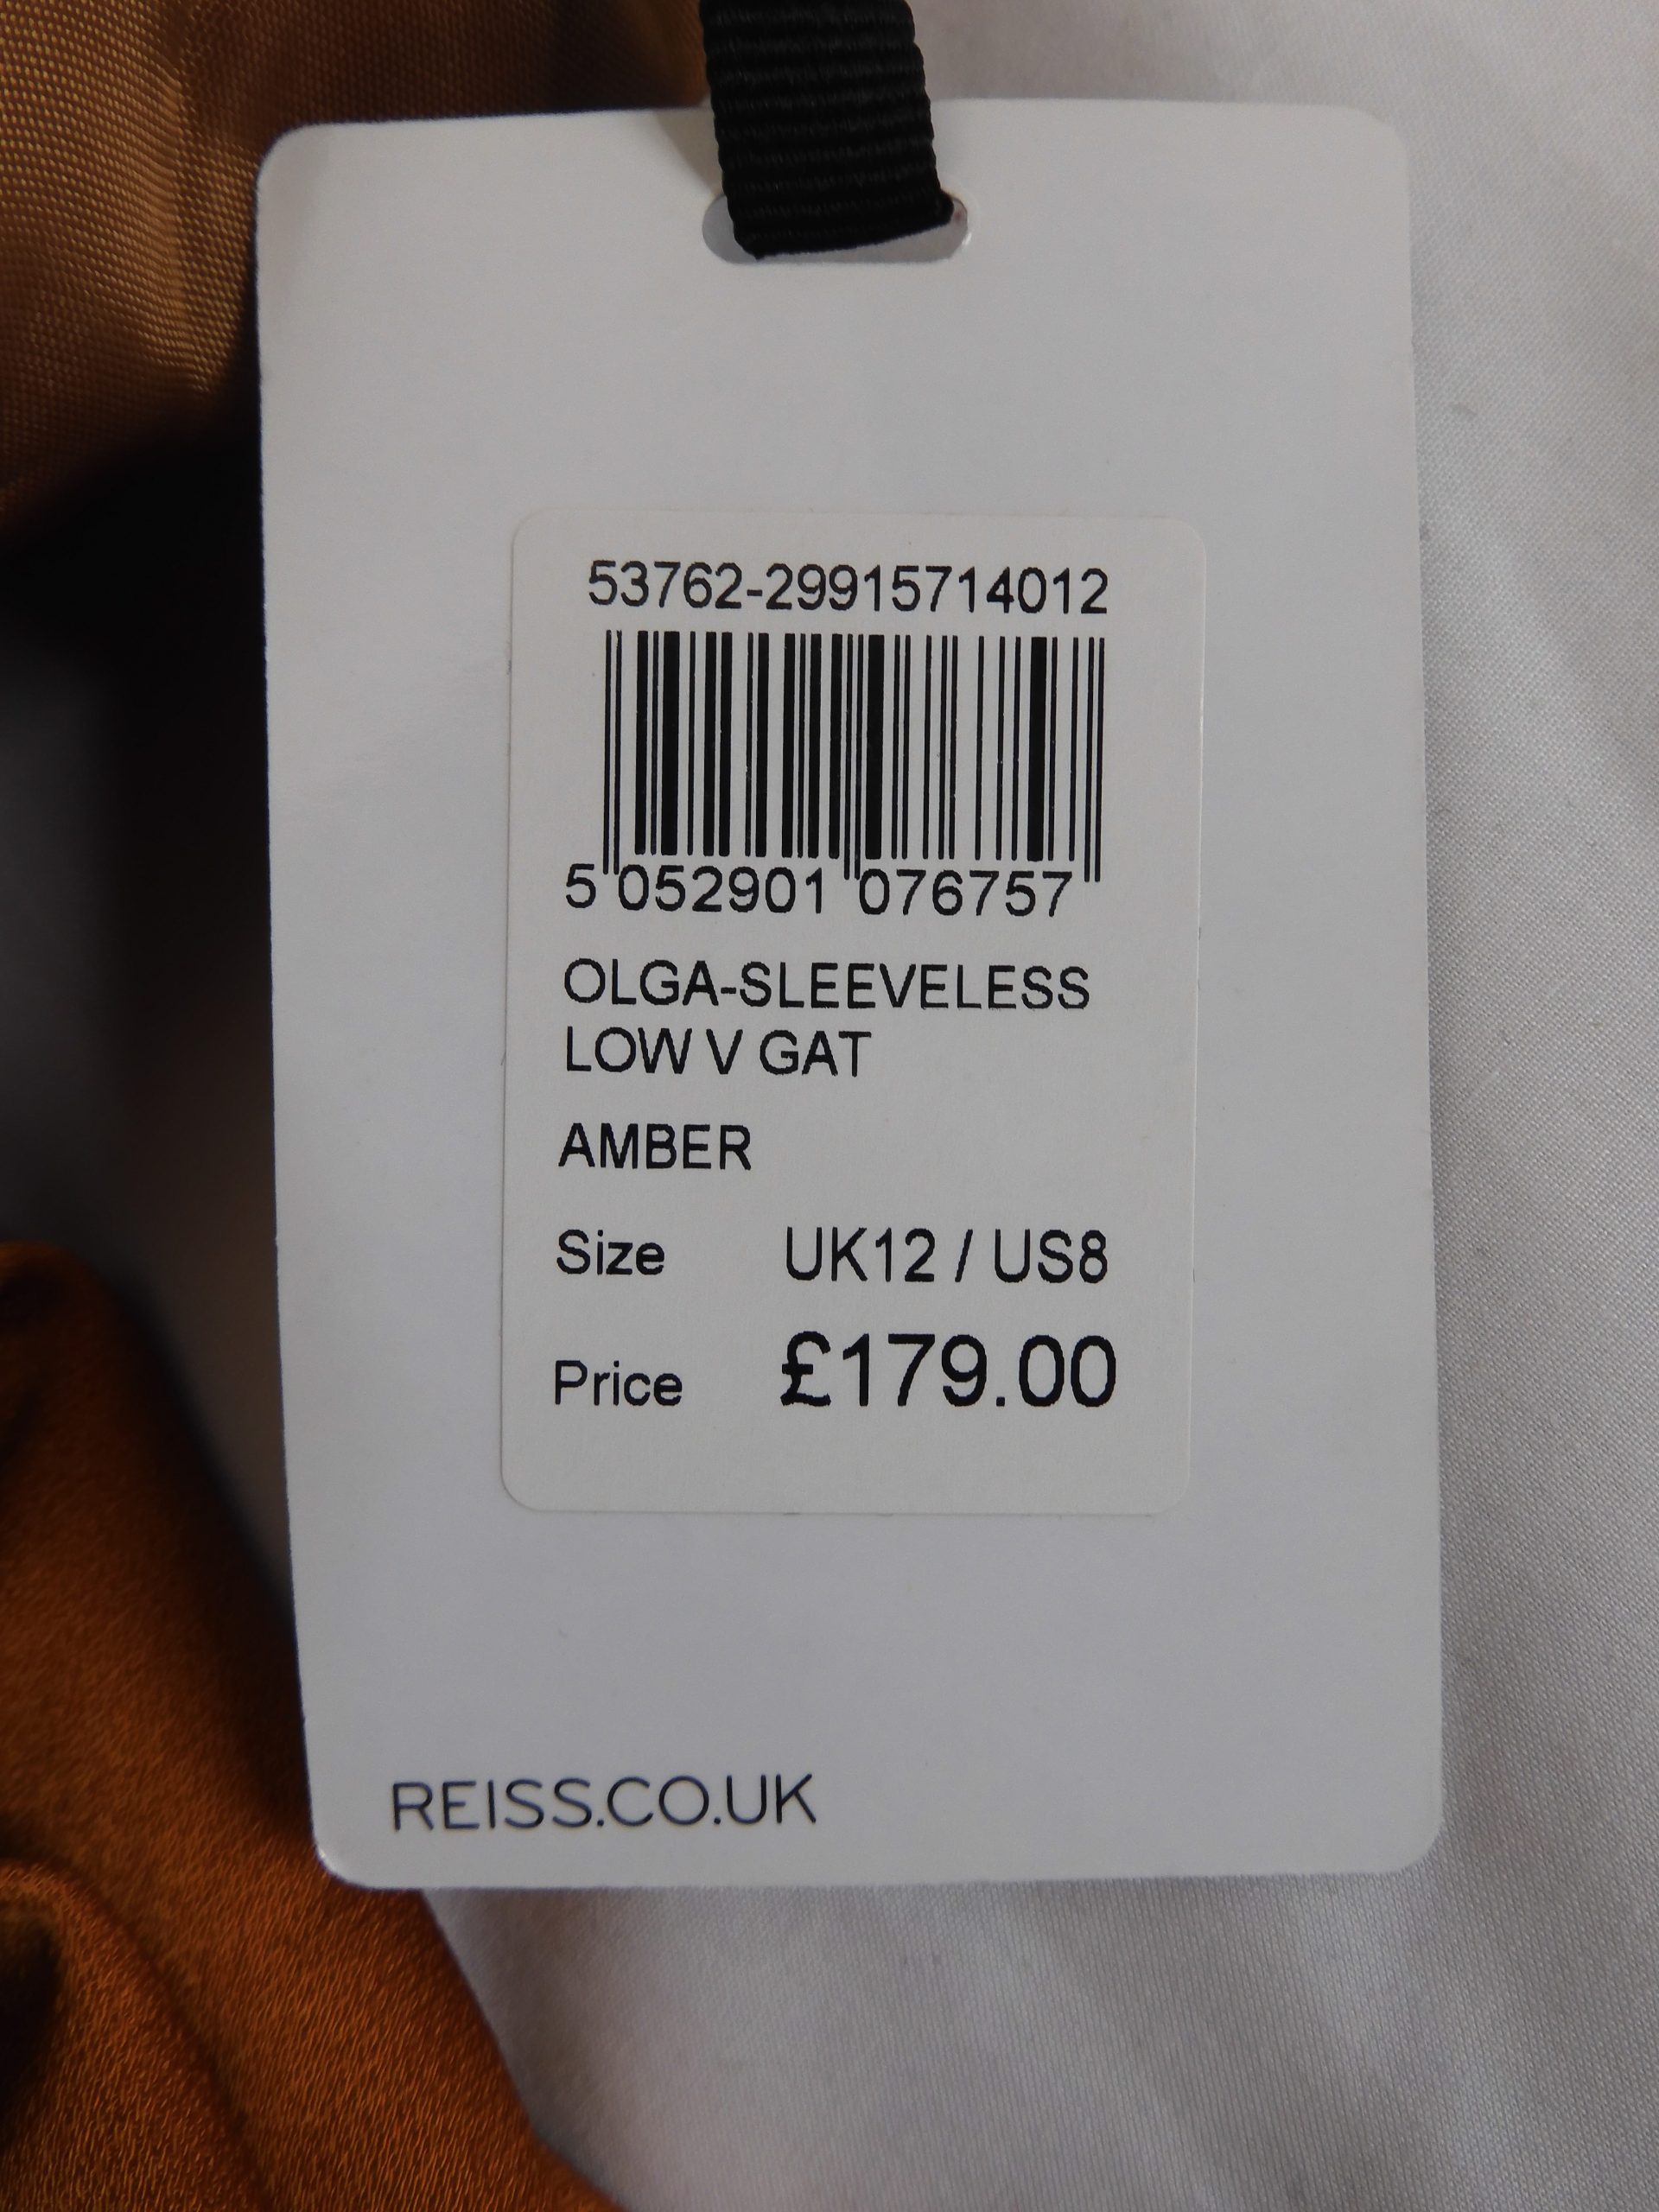 53762-29915714012
5 052901 076757
OLGA-SLEEVELESS
LOW V GAT
AMBER
Size UK12 / US8
Price £179.00
REISS.CO.UK